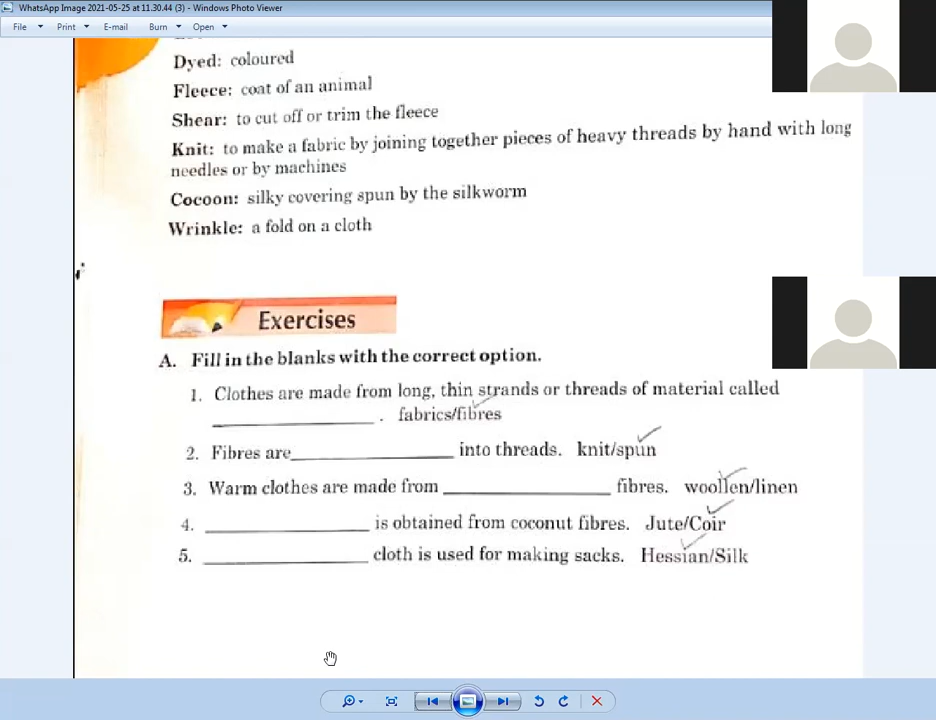 WhatsApp Image 2021-05-25 at 11.30.44 (3) - Windows Photo Viewer
File Print E-mail Burn Open
Dyed: coloured
Fleece: coat of an animal
Shear: to cut off or trim the fleece
Knit: to make a fabric by joining together pieces of heavy threads by hand with long
needles or by machines
Cocoon: silky covering spun by the silkworm
Wrinkle: a fold on a cloth
Exercises
A. Fill in the blanks with the correct option.
1. Clothes are made from long, thin strands or threads of material called
______________ . fabrics/fibres
2. Fibres are______________ into threads. knit/spun
3. Warm clothes are made from ______________ fibres. woollen/linen
4. ______________ is obtained from coconut fibres. Jute/Coir
5. ______________ cloth is used for making sacks. Hessian/Silk